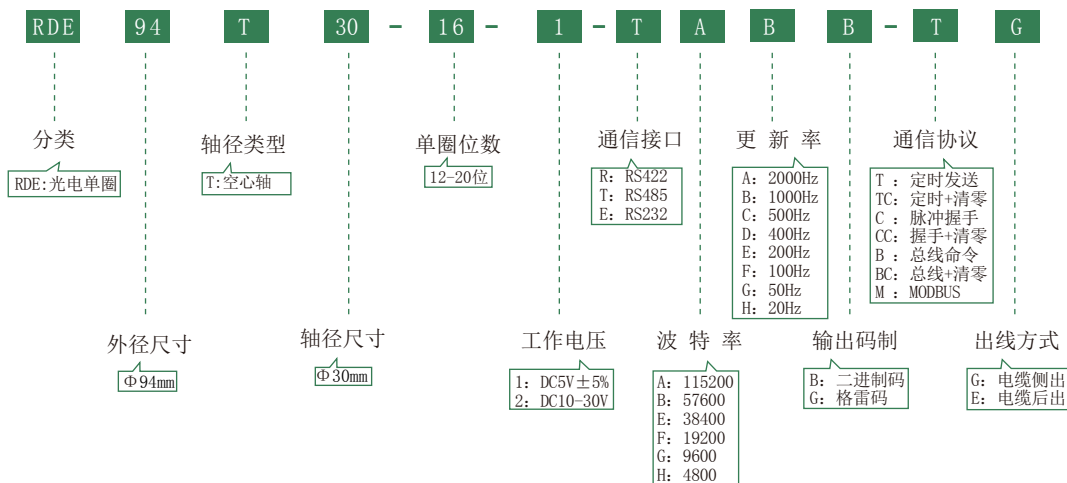 RDE 94 T 30 - 16 - 1 - T A B B - T G
分类
RDE:光电单圈
轴径类型
T:空心轴
单圈位数
12-20位
通信接口
R: RS422
T: RS485
E: RS232
更 新 率
A: 2000Hz
B: 1000Hz
C: 500Hz
D: 400Hz
E: 200Hz
F: 100Hz
G: 50Hz
H: 20Hz
通信协议
T : 定时发送
TC: 定时+清零
C : 脉冲握手
CC: 握手+清零
B : 总线命令
BC: 总线+清零
M : MODBUS
外径尺寸
Φ94mm
轴径尺寸
Φ30mm
工作电压
1: DC5V±5%
2: DC10-30V
波 特 率
A: 115200
B: 57600
E: 38400
F: 19200
G: 9600
H: 4800
输出码制
B: 二进制码
G: 格雷码
出线方式
G: 电缆侧出
E: 电缆后出